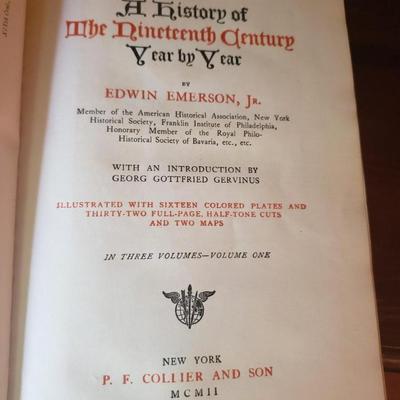 A History of
The Nineteenth Century
Year by Year
BY
EDWIN EMERSON, JR.
Member of the American Historical Association, New York
Historical Society, Franklin Institute of Philadelphia,
Honorary Member of the Royal Philo-
Historical Society of Bavaria, etc., etc.
WITH AN INTRODUCTION BY
GEORG GOTTFRIED GERVINUS
ILLUSTRATED WITH SIXTEEN COLORED PLATES AND
THIRTY-TWO FULL-PAGE, HALF-TONE CUTS
AND TWO MAPS
IN THREE VOLUMES—VOLUME ONE
NEW YORK
P. F. COLLIER AND SON
MCMII